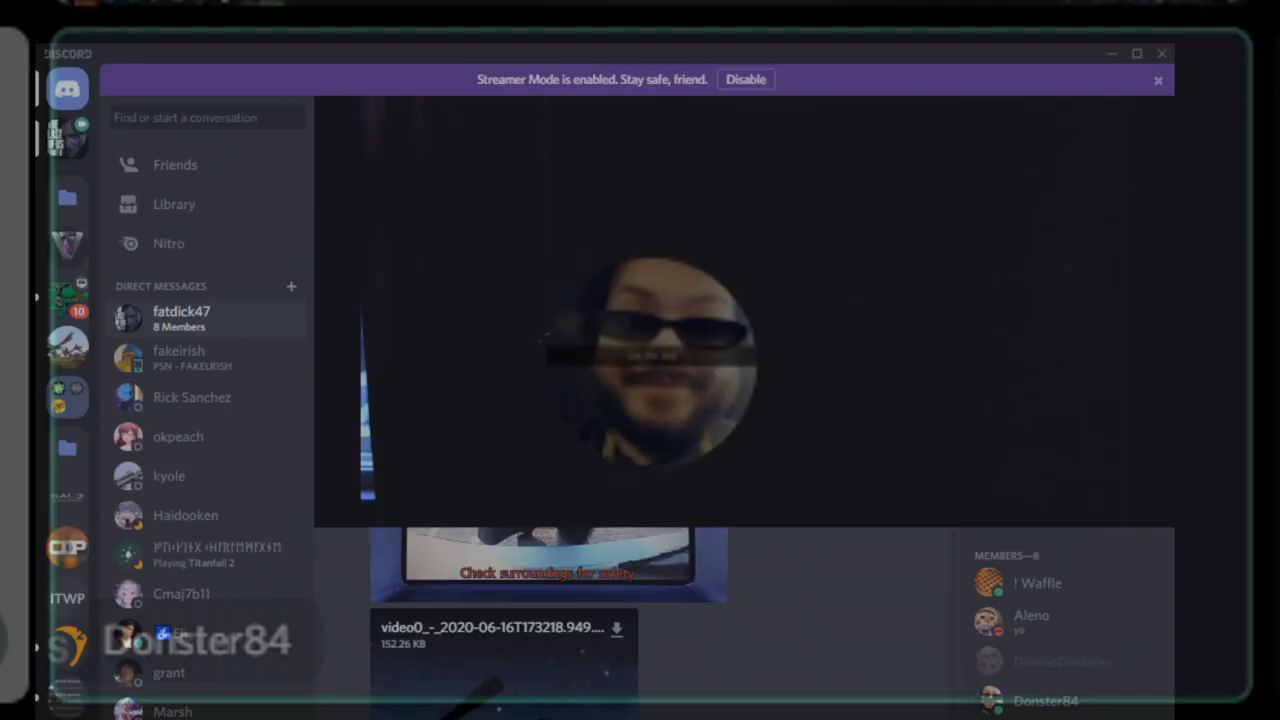 DISCORD
Streamer Mode is enabled. Stay safe, friend.
Disable
Find or start a conversation
Friends
Library
Nitro
DIRECT MESSAGES
fatdick47
8 Members
10
fakeirish
PSN - FAKELRISH
Rick Sanchez
okpeach
kyole
HALO
Haidooken
Playing Titanfall 2
ITWP
Cmaj7b11
Donster84
grant
Marsh
Check surroundings for safety
video0_-_2020-06-16T173218.949....
152.26 KB
MEMBERS—8
! Waffle
Aleno
yo
Donster84